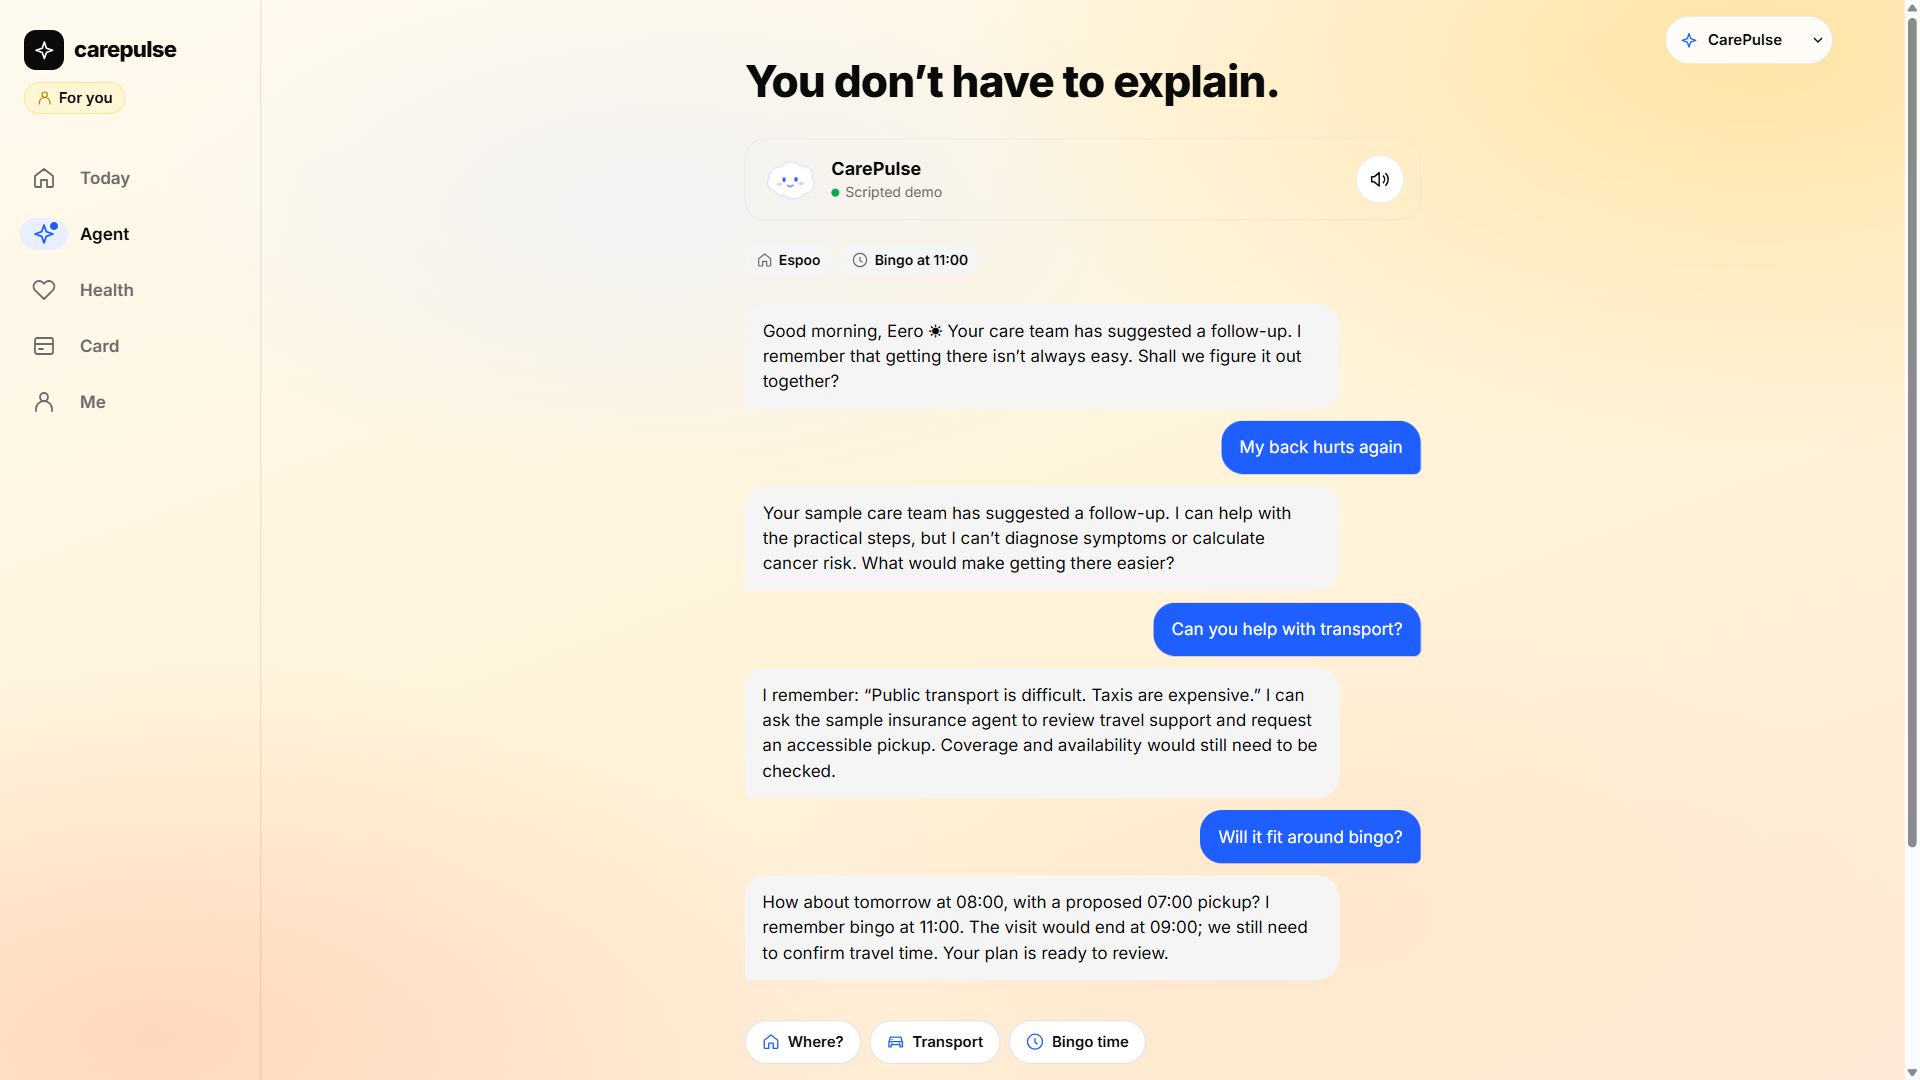 carepulse
For you
Today
Agent
Health
Card
Me
CarePulse
You don’t have to explain.
CarePulse
Scripted demo
Espoo
Bingo at 11:00
Good morning, Eero ☀ Your care team has suggested a follow-up. I
remember that getting there isn’t always easy. Shall we figure it out
together?
My back hurts again
Your sample care team has suggested a follow-up. I can help with
the practical steps, but I can’t diagnose symptoms or calculate
cancer risk. What would make getting there easier?
Can you help with transport?
I remember: “Public transport is difficult. Taxis are expensive.” I can
ask the sample insurance agent to review travel support and request
an accessible pickup. Coverage and availability would still need to be
checked.
Will it fit around bingo?
How about tomorrow at 08:00, with a proposed 07:00 pickup? I
remember bingo at 11:00. The visit would end at 09:00; we still need
to confirm travel time. Your plan is ready to review.
Where?
Transport
Bingo time